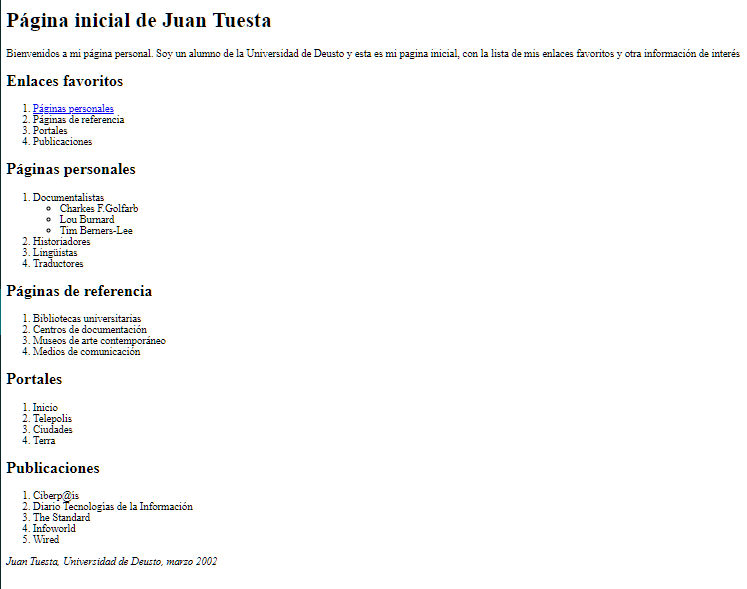 Página inicial de Juan Tuesta
Bienvenidos a mi página personal. Soy un alumno de la Universidad de Deusto y esta es mi pagina inicial, con la lista de mis enlaces favoritos y otra información de interés
Enlaces favoritos
1. Páginas personales
2. Páginas de referencia
3. Portales
4. Publicaciones
Páginas personales
1. Documentalistas
Charkes F.Golfarb
Lou Burnard
Tim Berners-Lee
2. Historiadores
3. Lingüistas
4. Traductores
Páginas de referencia
1. Bibliotecas universitarias
2. Centros de documentación
3. Museos de arte contemporáneo
4. Medios de comunicación
Portales
1. Inicio
2. Telepolis
3. Ciudades
4. Terra
Publicaciones
1. Ciberp@is
2. Diario Tecnologías de la Información
3. The Standard
4. Infoworld
5. Wired
Juan Tuesta, Universidad de Deusto, marzo 2002